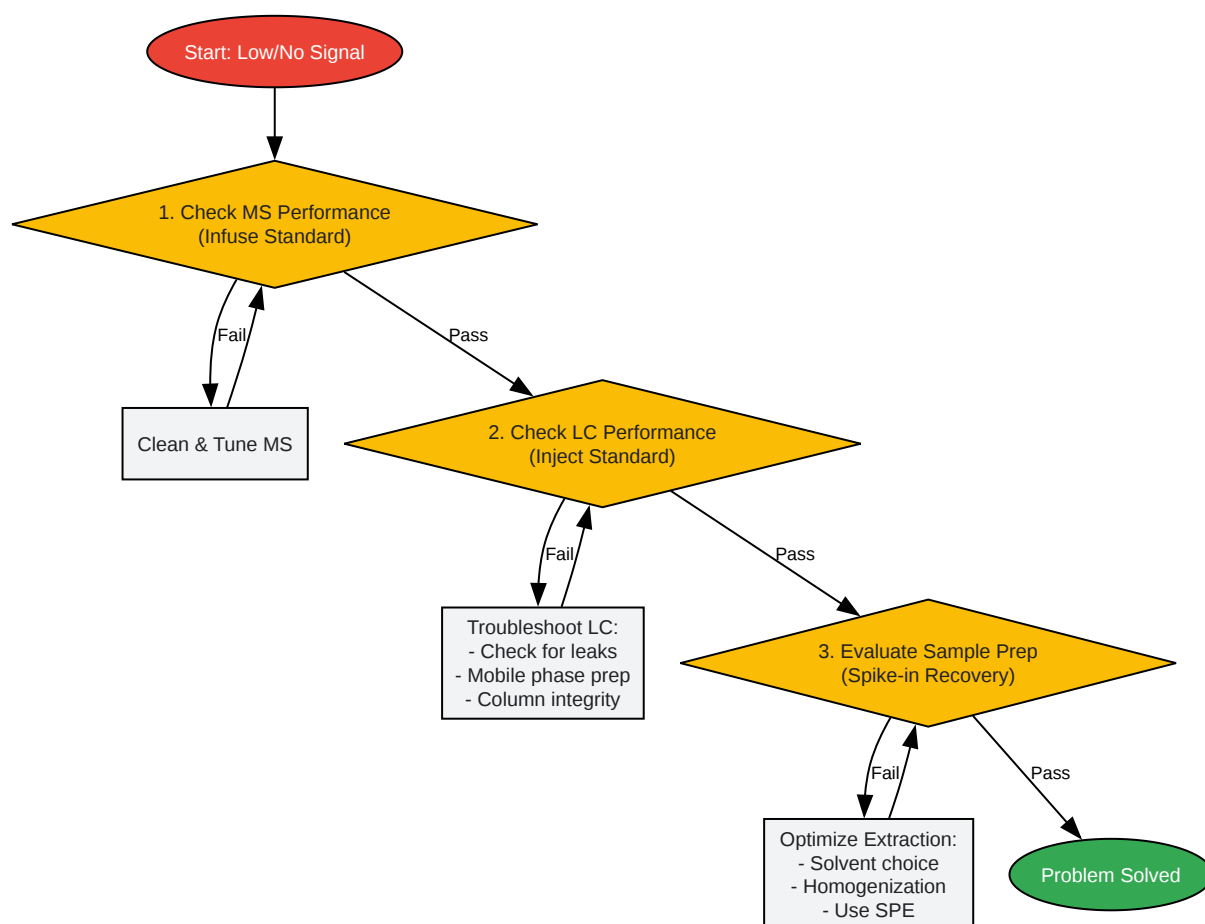 Start: Low/No Signal
1. Check MS Performance
(Infuse Standard)
Fail
Pass
Clean & Tune MS
2. Check LC Performance
(Inject Standard)
Fail
Pass
Troubleshoot LC:
- Check for leaks
- Mobile phase prep
- Column integrity
3. Evaluate Sample Prep
(Spike-in Recovery)
Fail
Pass
Optimize Extraction:
- Solvent choice
- Homogenization
- Use SPE
Problem Solved